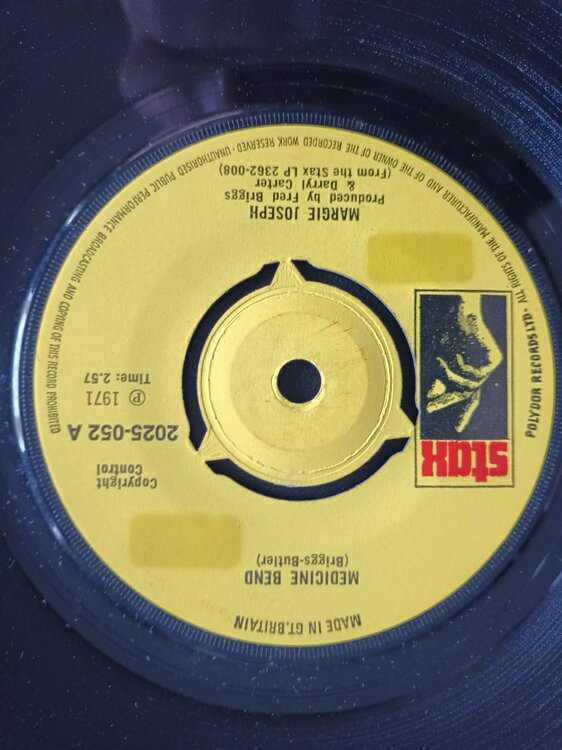 MADE IN GT.BRITAIN
MEDICINE BEND
(Briggs-Butler)
stax
Copyright
Control
2025-052 A
℗ 1971
Time: 2.57
MARGIE JOSEPH
Produced by Fred Briggs
& Darryl Carter
(From the Stax LP 2362-008)
POLYDOR RECORDS LTD· ALL RIGHTS OF THE MANUFACTURER AND OF THE OWNER OF THE RECORDED WORK RESERVED · UNAUTHORISED PUBLIC PERFORMANCE BROADCASTING AND COPYING OF THIS RECORD PROHIBITED